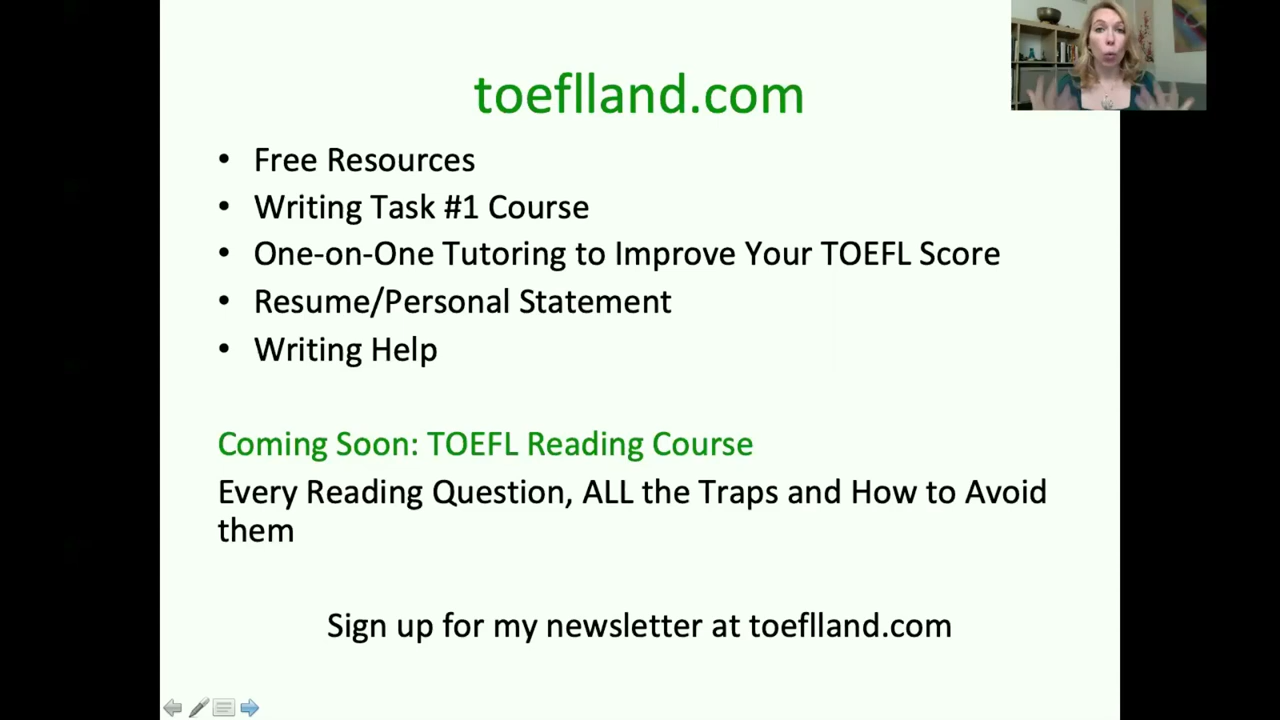 toeflland.com
• Free Resources
• Writing Task #1 Course
• One-on-One Tutoring to Improve Your TOEFL Score
• Resume/Personal Statement
• Writing Help
Coming Soon: TOEFL Reading Course
Every Reading Question, ALL the Traps and How to Avoid
them
Sign up for my newsletter at toeflland.com